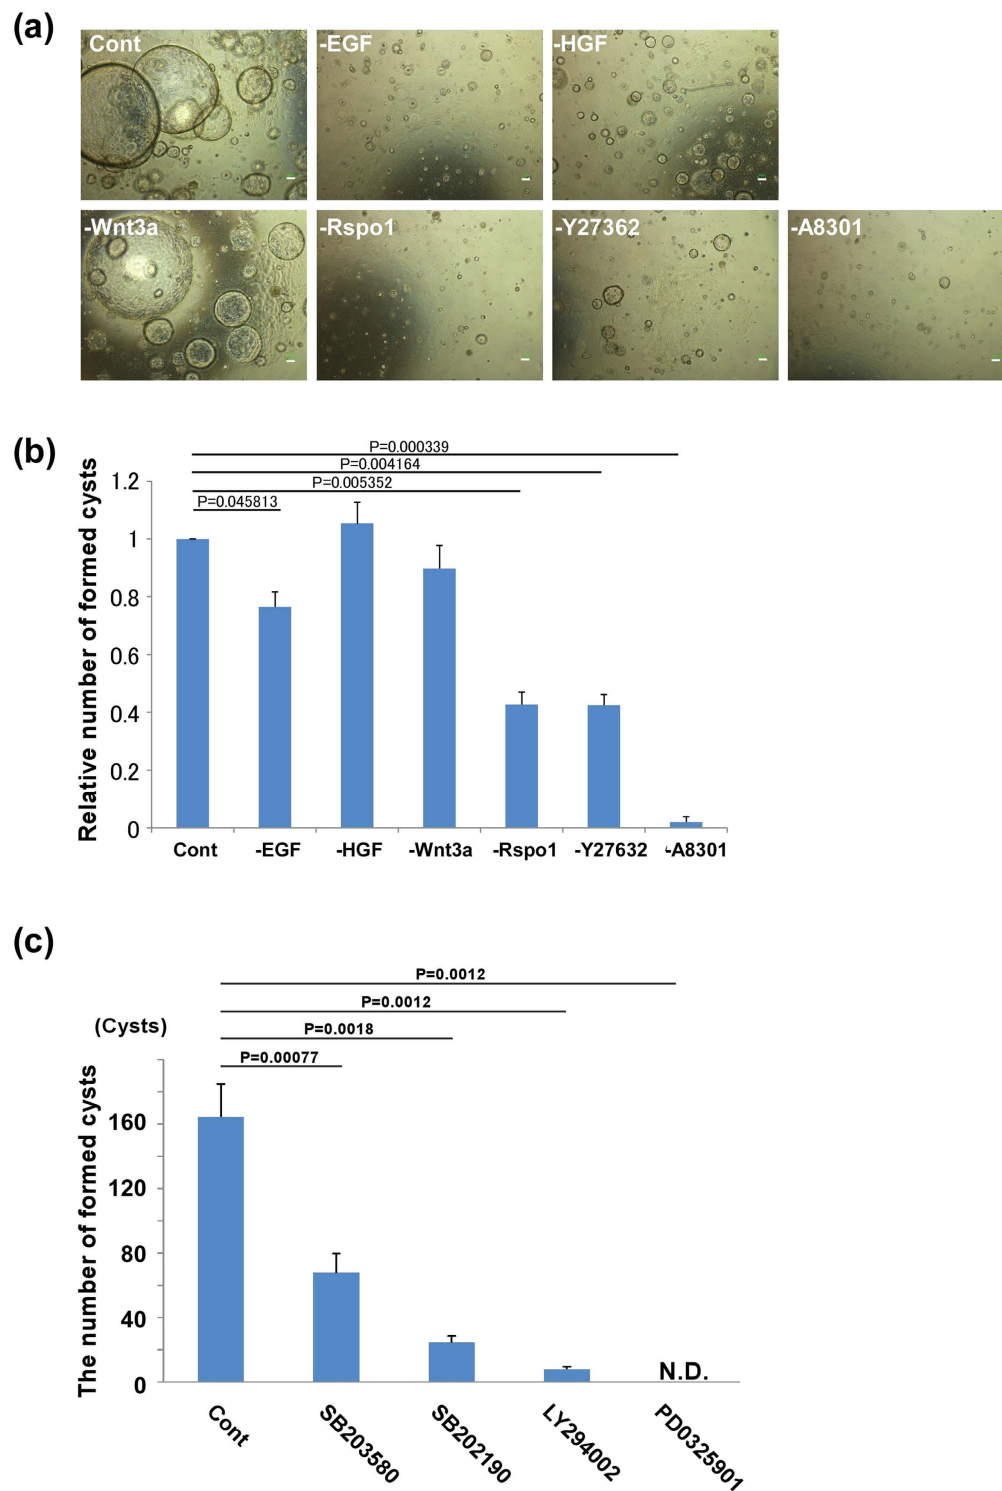 (a)
Cont
-EGF
-HGF
-Wnt3a
-Rspo1
-Y27362
-A8301
(b)
P=0.000339
P=0.004164
P=0.005352
P=0.045813
Relative number of formed cysts
1.2
1
0.8
0.6
0.4
0.2
0
Cont
-EGF
-HGF
-Wnt3a
-Rspo1
-Y27632
-A8301
(c)
P=0.0012
P=0.0012
P=0.0018
P=0.00077
(Cysts)
The number of formed cysts
160
120
80
40
0
N.D.
Cont
SB203580
SB202190
LY294002
PD0325901